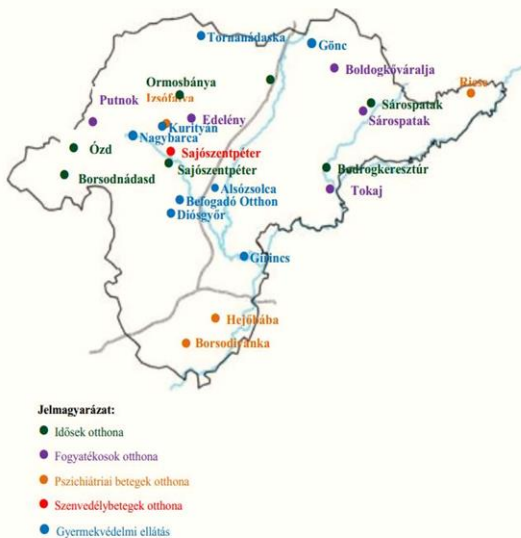 Tornanádaska
Gönc
Boldogkőváralja
Ricse
Ormosbánya
Izsófalva
Putnok
Edelény
Sárospatak
Sárospatak
Kurityán
Nagybarca
Ózd
Sajószentpéter
Sajószentpéter
Borsodnádasd
Bodrogkeresztúr
Alsózsolca
Tokaj
Befogadó Otthon
Diósgyőr
Girincs
Hejőbába
Borsodivánka
Jelmagyarázat:
Idősek otthona
Fogyatékosok otthona
Pszichiátriai betegek otthona
Szenvedélybetegek otthona
Gyermekvédelmi ellátás